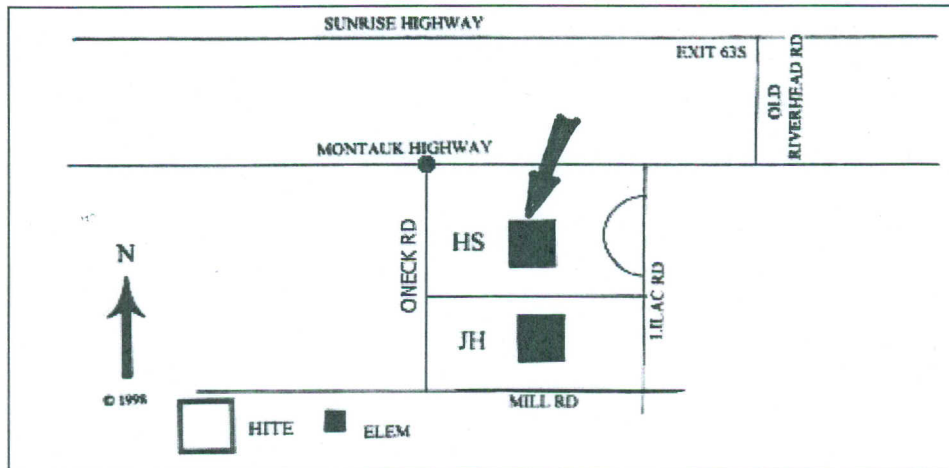 SUNRISE HIGHWAY
EXIT 63S
OLD
RIVERHEAD RD
MONTAUK HIGHWAY
N
HS
ONECK RD
LILAC RD
JH
© 1998
MILL RD
HITE
ELEM